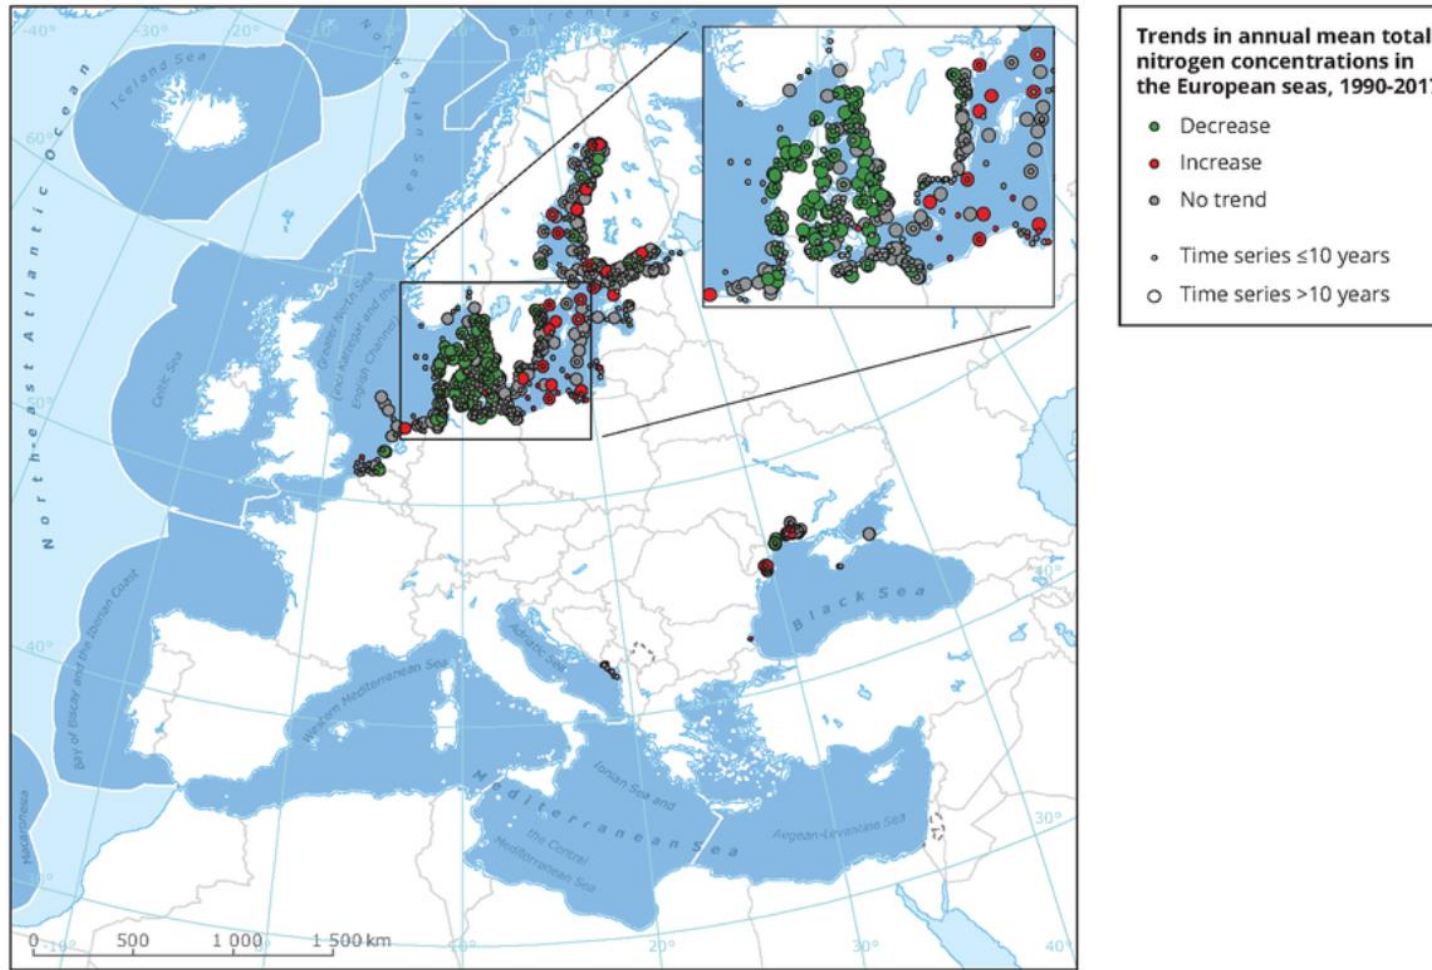 Trends in annual mean total
nitrogen concentrations in
the European seas, 1990-2017
Decrease
Increase
No trend
Time series ≤10 years
Time series >10 years
-40°
-30°
-20°
Iceland Sea
Barents Sea
North-east Atlantic Ocean
60°
50°
40°
Celtic Sea
Greater North Sea
(incl Kattegat and the
English Channel)
Bay of Biscay and the Iberian Coast
Macaronesia
Western Mediterranean Sea
Adriatic Sea
Black Sea
40°
Mediterranean Sea
Ionian Sea and
the Central
Mediterranean Sea
Aegean-Levantine Sea
30°
0
500
1 000
1 500 km
-10°
20°
30°
40°